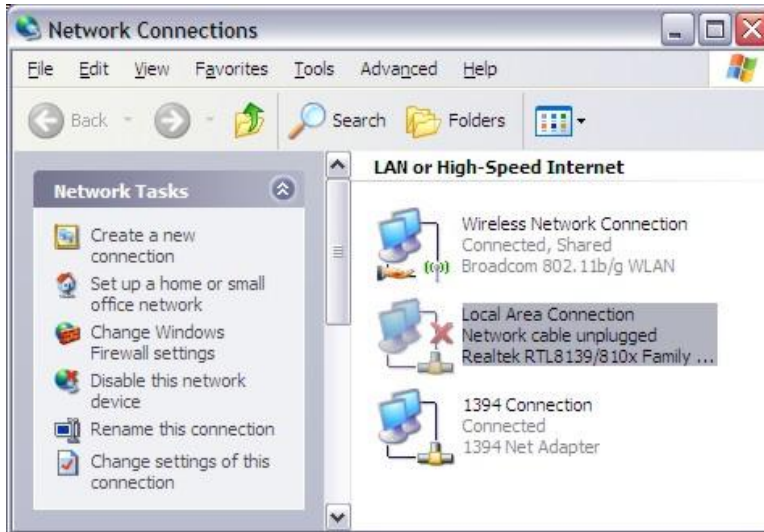 Network Connections
File Edit View Favorites Tools Advanced Help
Back Search Folders
Network Tasks
Create a new
connection
Set up a home or small
office network
Change Windows
Firewall settings
Disable this network
device
Rename this connection
Change settings of this
connection
LAN or High-Speed Internet
Wireless Network Connection
Connected, Shared
Broadcom 802.11b/g WLAN
Local Area Connection
Network cable unplugged
Realtek RTL8139/810x Family ...
1394 Connection
Connected
1394 Net Adapter